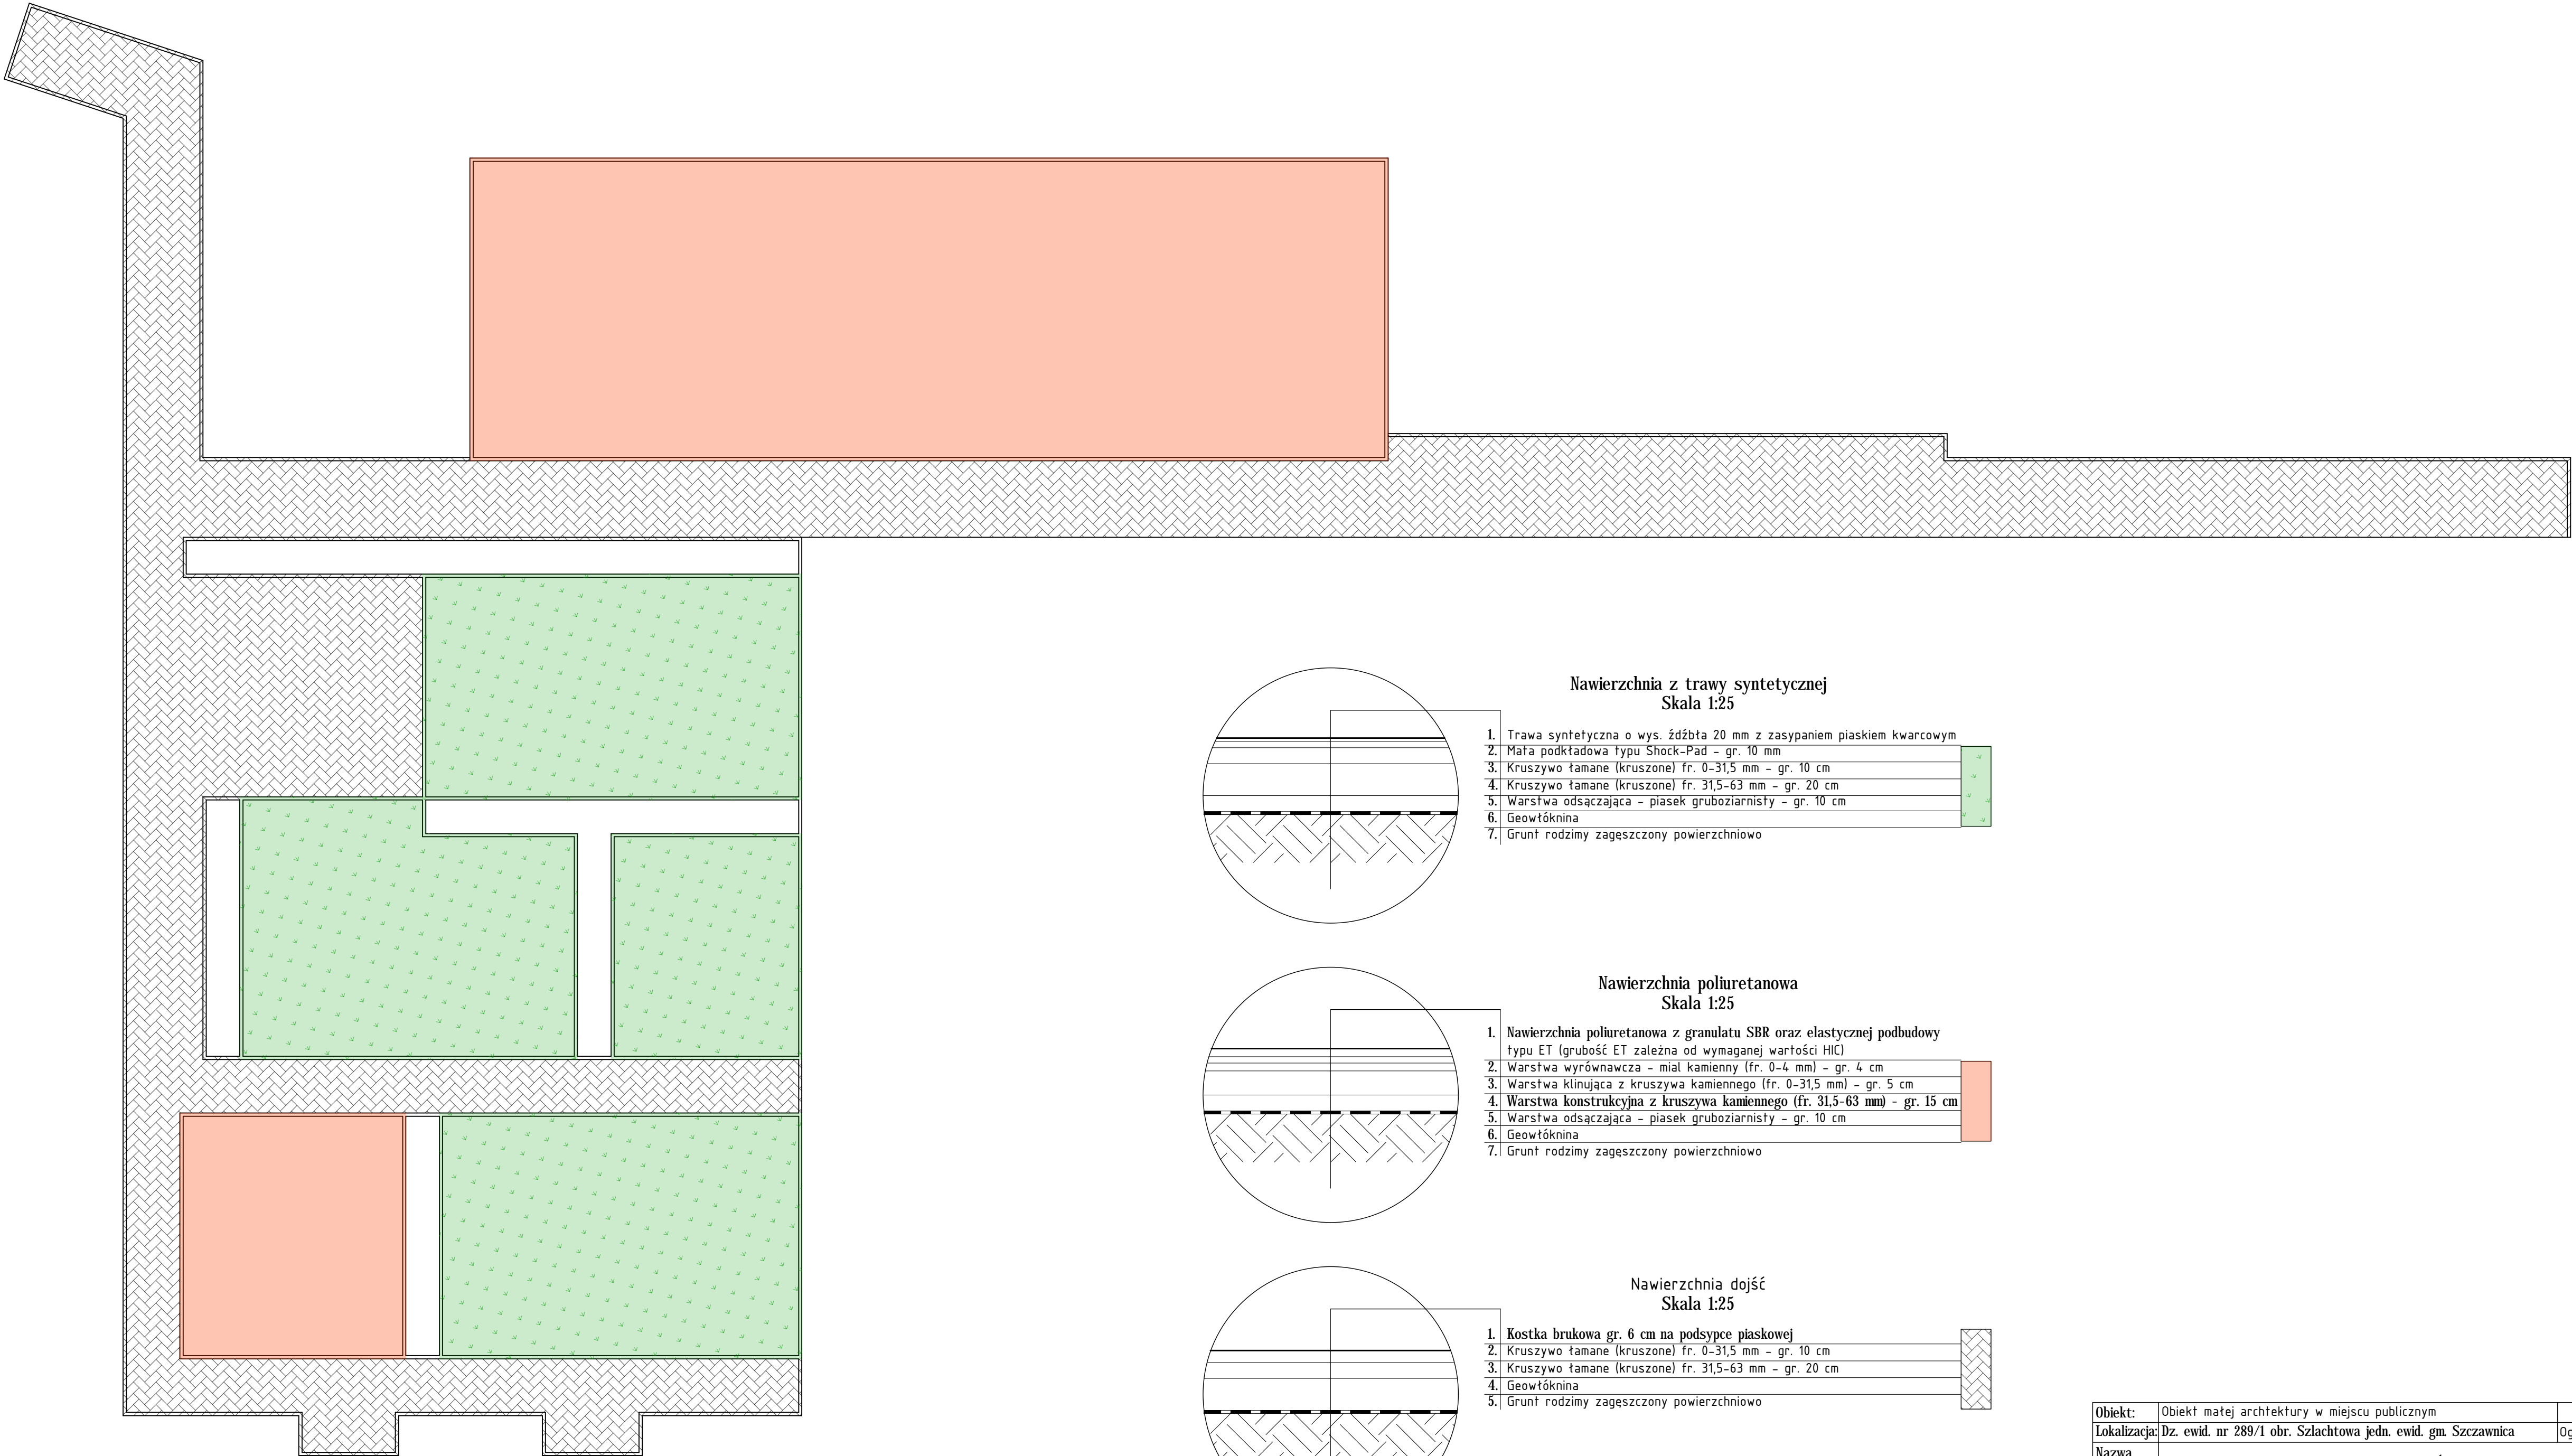 Nawierzchnia z trawy syntetycznej
Skala 1:25
1. Trawa syntetyczna o wys. źdźbła 20 mm z zasypaniem piaskiem kwarcowym
2. Mata podkładowa typu Shock-Pad - gr. 10 mm
3. Kruszywo łamane (kruszone) fr. 0-31,5 mm - gr. 10 cm
4. Kruszywo łamane (kruszone) fr. 31,5-63 mm - gr. 20 cm
5. Warstwa odsączająca - piasek gruboziarnisty - gr. 10 cm
6. Geowłóknina
7. Grunt rodzimy zagęszczony powierzchniowo
Nawierzchnia poliuretanowa
Skala 1:25
1. Nawierzchnia poliuretanowa z granulatu SBR oraz elastycznej podbudowy
typu ET (grubość ET zależna od wymaganej wartości HIC)
2. Warstwa wyrównawcza - miał kamienny (fr. 0-4 mm) - gr. 4 cm
3. Warstwa klinująca z kruszywa kamiennego (fr. 0-31,5 mm) - gr. 5 cm
4. Warstwa konstrukcyjna z kruszywa kamiennego (fr. 31,5-63 mm) - gr. 15 cm
5. Warstwa odsączająca - piasek gruboziarnisty - gr. 10 cm
6. Geowłóknina
7. Grunt rodzimy zagęszczony powierzchniowo
Nawierzchnia dojść
Skala 1:25
1. Kostka brukowa gr. 6 cm na podsypce piaskowej
2. Kruszywo łamane (kruszone) fr. 0-31,5 mm - gr. 10 cm
3. Kruszywo łamane (kruszone) fr. 31,5-63 mm - gr. 20 cm
4. Geowłóknina
5. Grunt rodzimy zagęszczony powierzchniowo
Obiekt: Obiekt małej archtektury w miejscu publicznym
Lokalizacja: Dz. ewid. nr 289/1 obr. Szlachtowa jedn. ewid. gm. Szczawnica
Nazwa